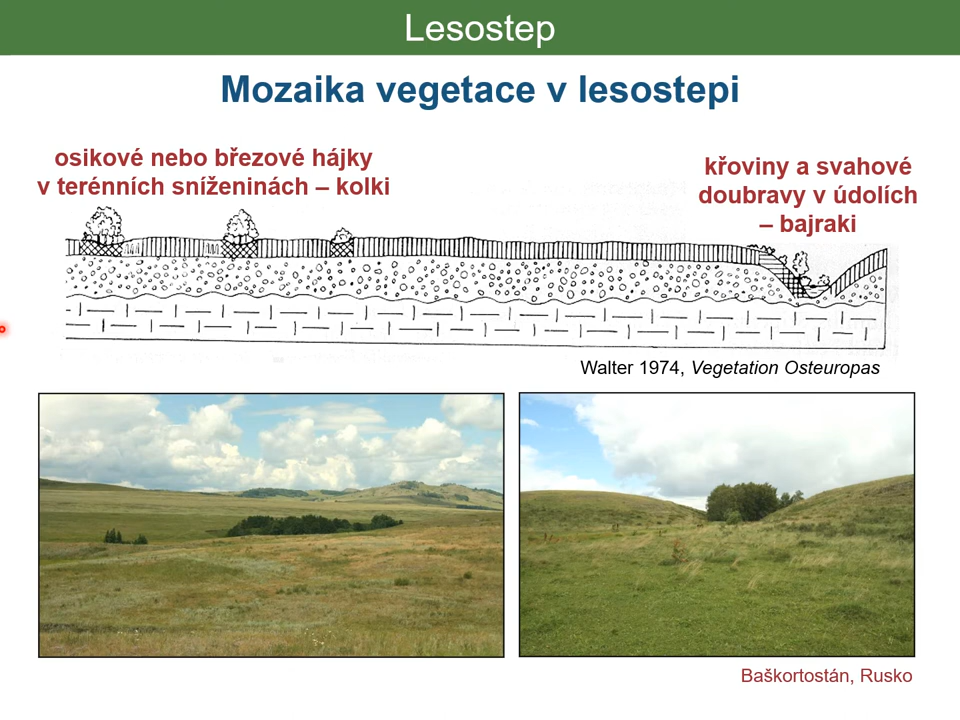 Lesostep
Mozaika vegetace v lesostepi
osikové nebo březové hájky
v terénních sníženinách – kolki
křoviny a svahové
doubravy v údolích
– bajraki
Walter 1974, Vegetation Osteuropas
Baškortostán, Rusko